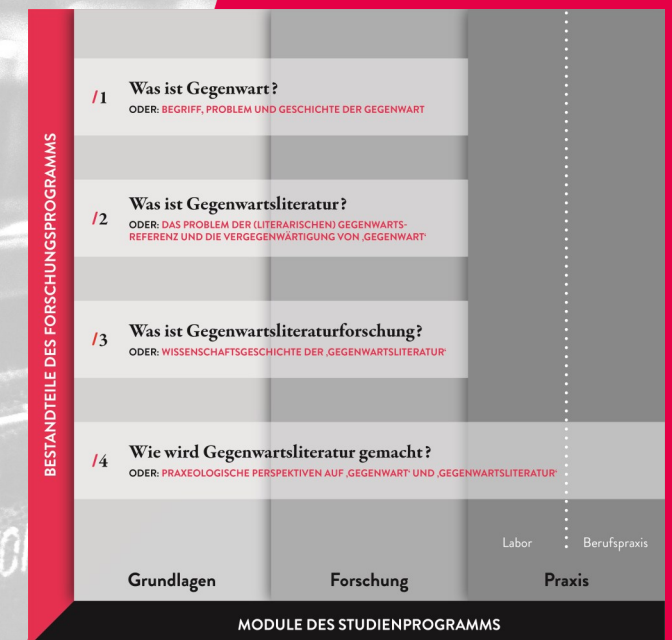 BESTANDTEILE DES FORSCHUNGSPROGRAMMS
/1 Was ist Gegenwart?
ODER: BEGRIFF, PROBLEM UND GESCHICHTE DER GEGENWART
/2 Was ist Gegenwartsliteratur?
ODER: DAS PROBLEM DER (LITERARISCHEN) GEGENWARTS-
REFERENZ UND DIE VERGEGENWÄRTIGUNG VON ‚GEGENWART‘
/3 Was ist Gegenwartsliteraturforschung?
ODER: WISSENSCHAFTSGESCHICHTE DER ‚GEGENWARTSLITERATUR‘
/4 Wie wird Gegenwartsliteratur gemacht?
ODER: PRAXEOLOGISCHE PERSPEKTIVEN AUF ‚GEGENWART‘ UND ‚GEGENWARTSLITERATUR‘
Labor Berufspraxis
Grundlagen Forschung Praxis
MODULE DES STUDIENPROGRAMMS